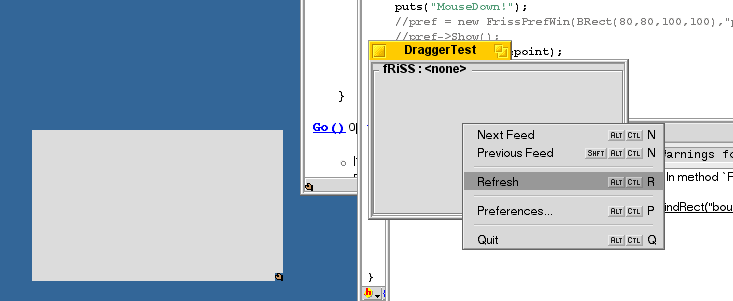 puts("MouseDown!");
//pref = new FrissPrefWin(BRect(80,80,100,100),"p
//pref->Show();
DraggerTest
point);
fRiSS : <none>
}
Go ()
Next Feed ALT CTL N
Previous Feed SHFT ALT CTL N
Refresh ALT CTL R
Preferences... ALT CTL P
Quit ALT CTL Q
Warnings fo
In method `F
indRect("bou
}
.h